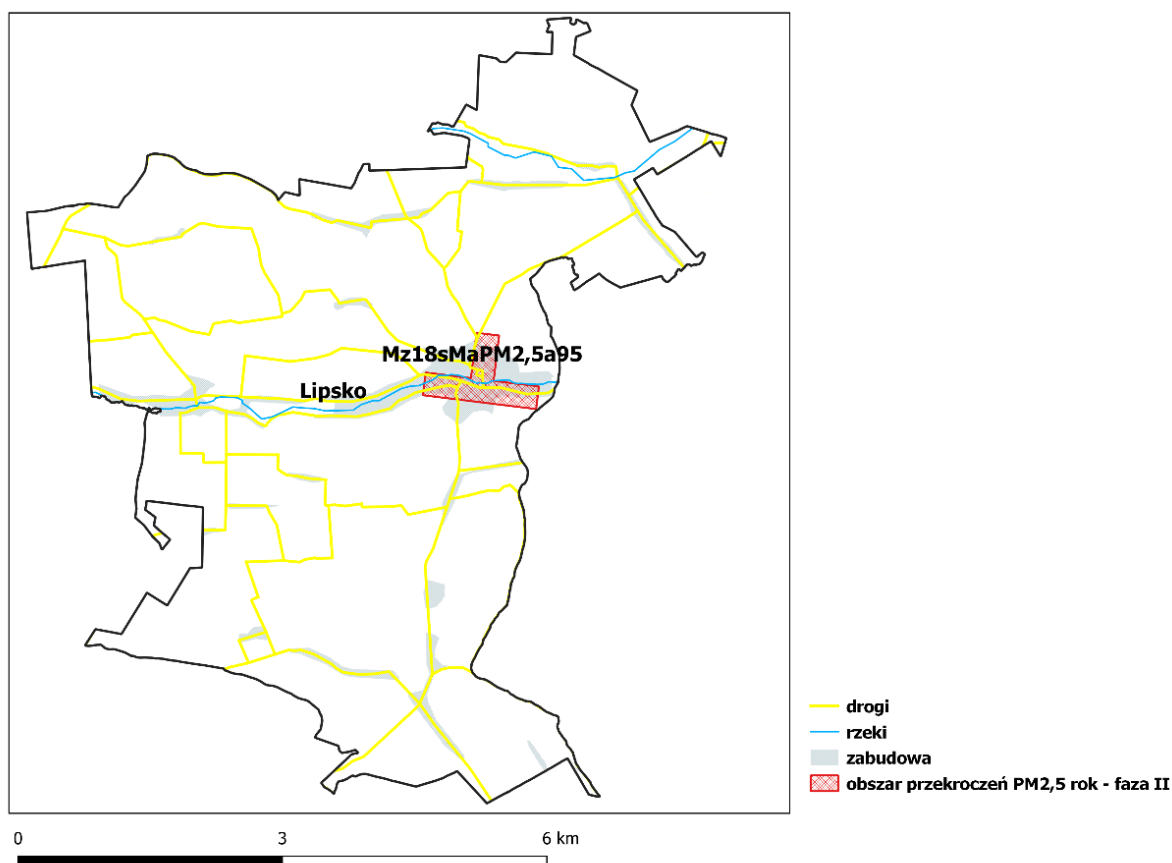 Mz18sMaPM2,5a95
Lipsko
drogi
rzeki
zabudowa
obszar przekroczeń PM2,5 rok - faza II
0 3 6 km